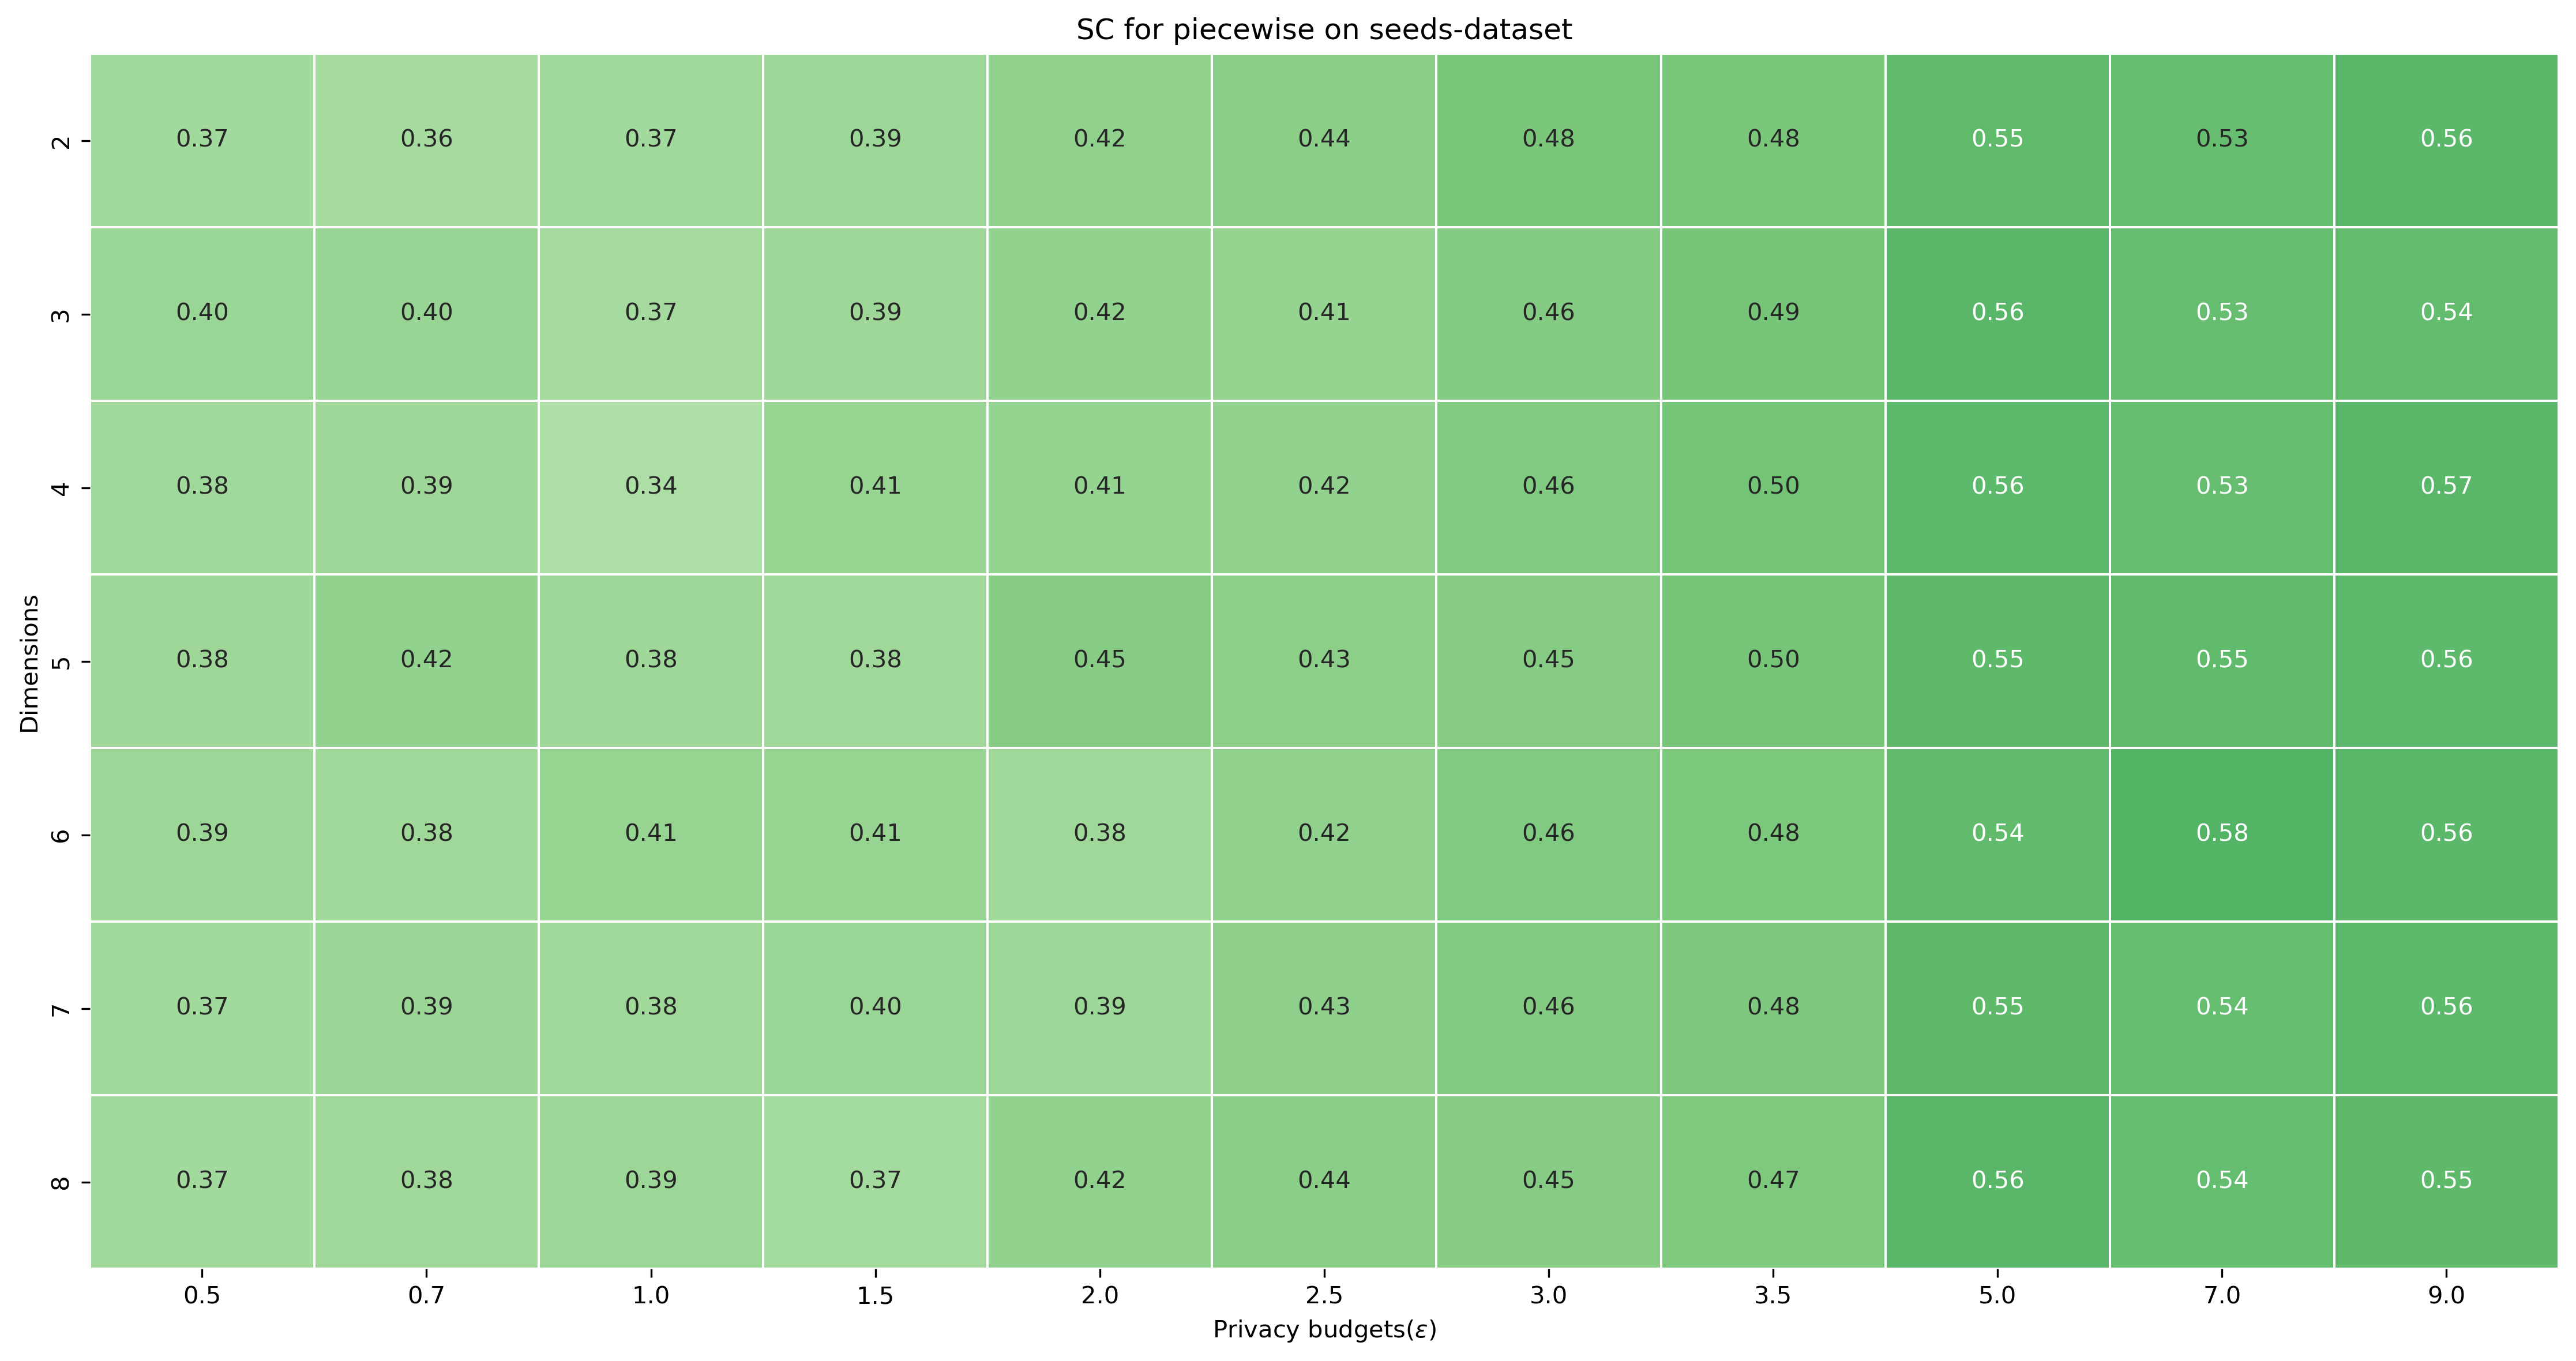 SC for piecewise on seeds-dataset
2 0.37 0.36 0.37 0.39 0.42 0.44 0.48 0.48 0.55 0.53 0.56
3 0.40 0.40 0.37 0.39 0.42 0.41 0.46 0.49 0.56 0.53 0.54
4 0.38 0.39 0.34 0.41 0.41 0.42 0.46 0.50 0.56 0.53 0.57
Dimensions
5 0.38 0.42 0.38 0.38 0.45 0.43 0.45 0.50 0.55 0.55 0.56
6 0.39 0.38 0.41 0.41 0.38 0.42 0.46 0.48 0.54 0.58 0.56
7 0.37 0.39 0.38 0.40 0.39 0.43 0.46 0.48 0.55 0.54 0.56
8 0.37 0.38 0.39 0.37 0.42 0.44 0.45 0.47 0.56 0.54 0.55
0.5 0.7 1.0 1.5 2.0 2.5 3.0 3.5 5.0 7.0 9.0
Privacy budgets(ε)